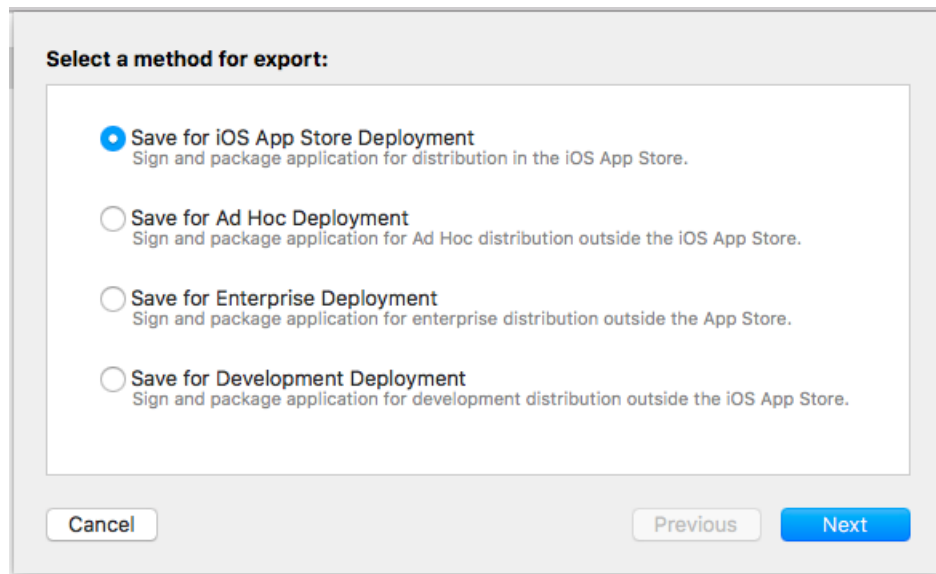 Select a method for export:
Save for iOS App Store Deployment
Sign and package application for distribution in the iOS App Store.
Save for Ad Hoc Deployment
Sign and package application for Ad Hoc distribution outside the iOS App Store.
Save for Enterprise Deployment
Sign and package application for enterprise distribution outside the App Store.
Save for Development Deployment
Sign and package application for development distribution outside the iOS App Store.
Cancel Previous Next